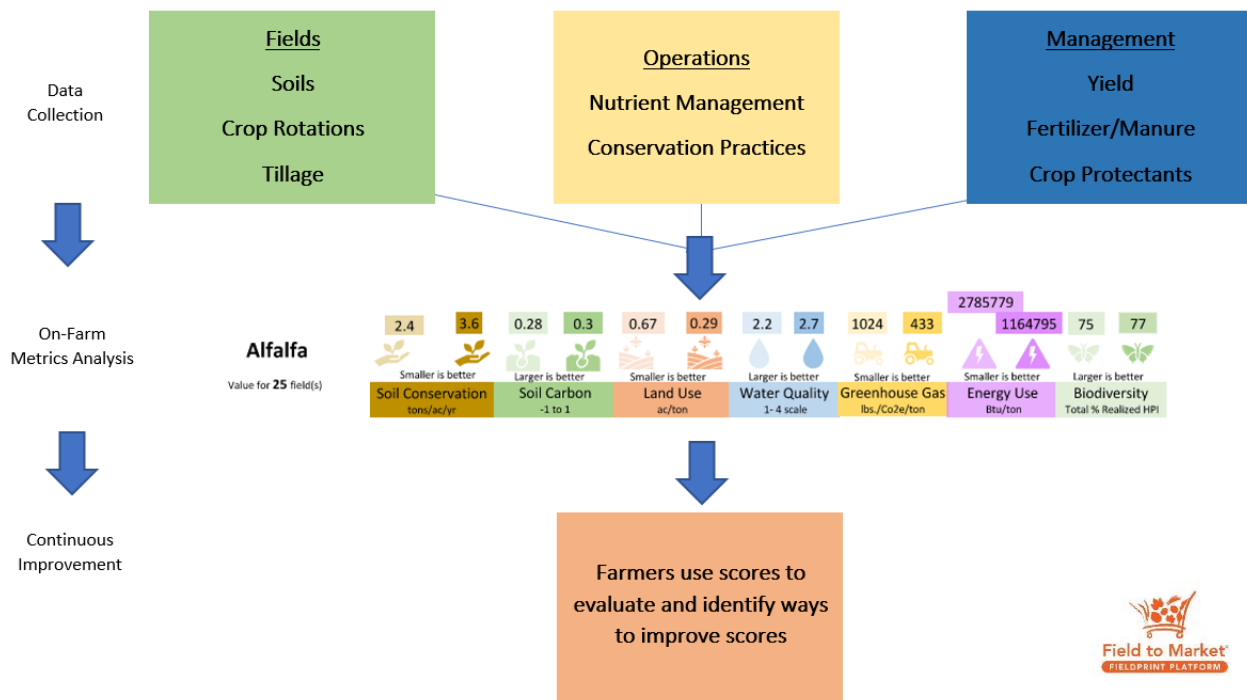 Data
Collection
Fields
Soils
Crop Rotations
Tillage
Operations
Nutrient Management
Conservation Practices
Management
Yield
Fertilizer/Manure
Crop Protectants
On-Farm
Metrics Analysis
Alfalfa
Value for 25 field(s)
2.4 3.6
Smaller is better
Soil Conservation
tons/ac/yr
0.28 0.3
Larger is better
Soil Carbon
-1 to 1
0.67 0.29
Smaller is better
Land Use
ac/ton
2.2 2.7
Larger is better
Water Quality
1- 4 scale
1024 433
Smaller is better
Greenhouse Gas
lbs./Co2e/ton
2785779
1164795
Smaller is better
Energy Use
Btu/ton
75 77
Larger is better
Biodiversity
Total % Realized HPI
Continuous
Improvement
Farmers use scores to
evaluate and identify ways
to improve scores
Field to Market®
FIELDPRINT PLATFORM